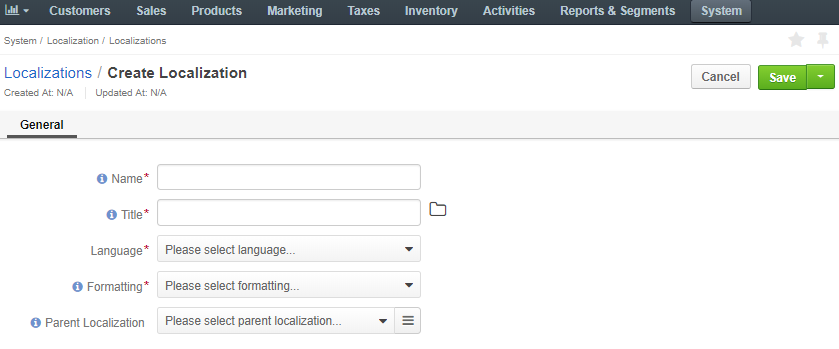 Customers Sales Products Marketing Taxes Inventory Activities Reports & Segments System
System / Localization / Localizations
Localizations / Create Localization
Cancel Save
Created At: N/A Updated At: N/A
General
Name*
Title*
Language* Please select language...
Formatting* Please select formatting...
Parent Localization Please select parent localization...